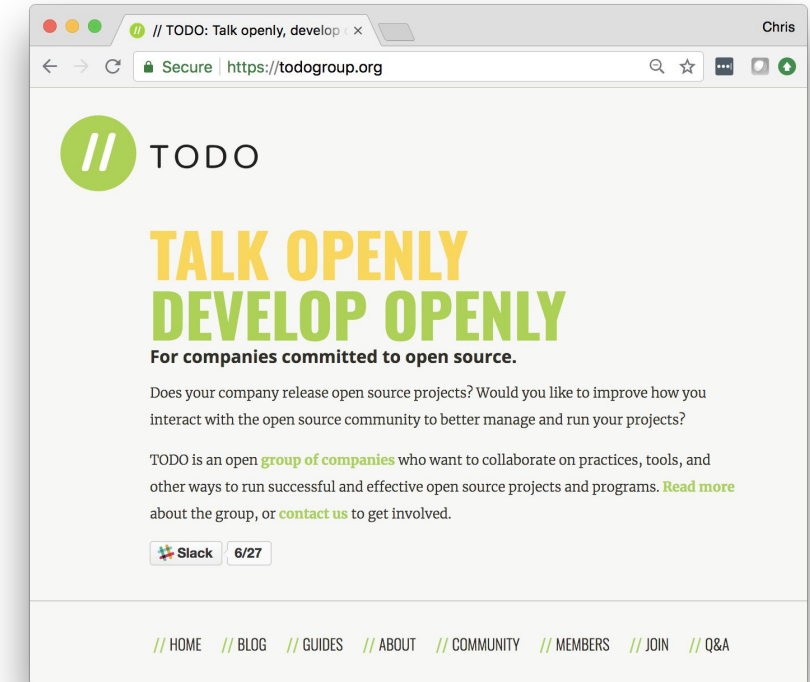 // TODO: Talk openly, develop
Chris
Secure | https://todogroup.org
// TODO
TALK OPENLY
DEVELOP OPENLY
For companies committed to open source.
Does your company release open source projects? Would you like to improve how you
interact with the open source community to better manage and run your projects?
TODO is an open group of companies who want to collaborate on practices, tools, and
other ways to run successful and effective open source projects and programs. Read more
about the group, or contact us to get involved.
Slack 6/27
// HOME // BLOG // GUIDES // ABOUT // COMMUNITY // MEMBERS // JOIN // Q&A